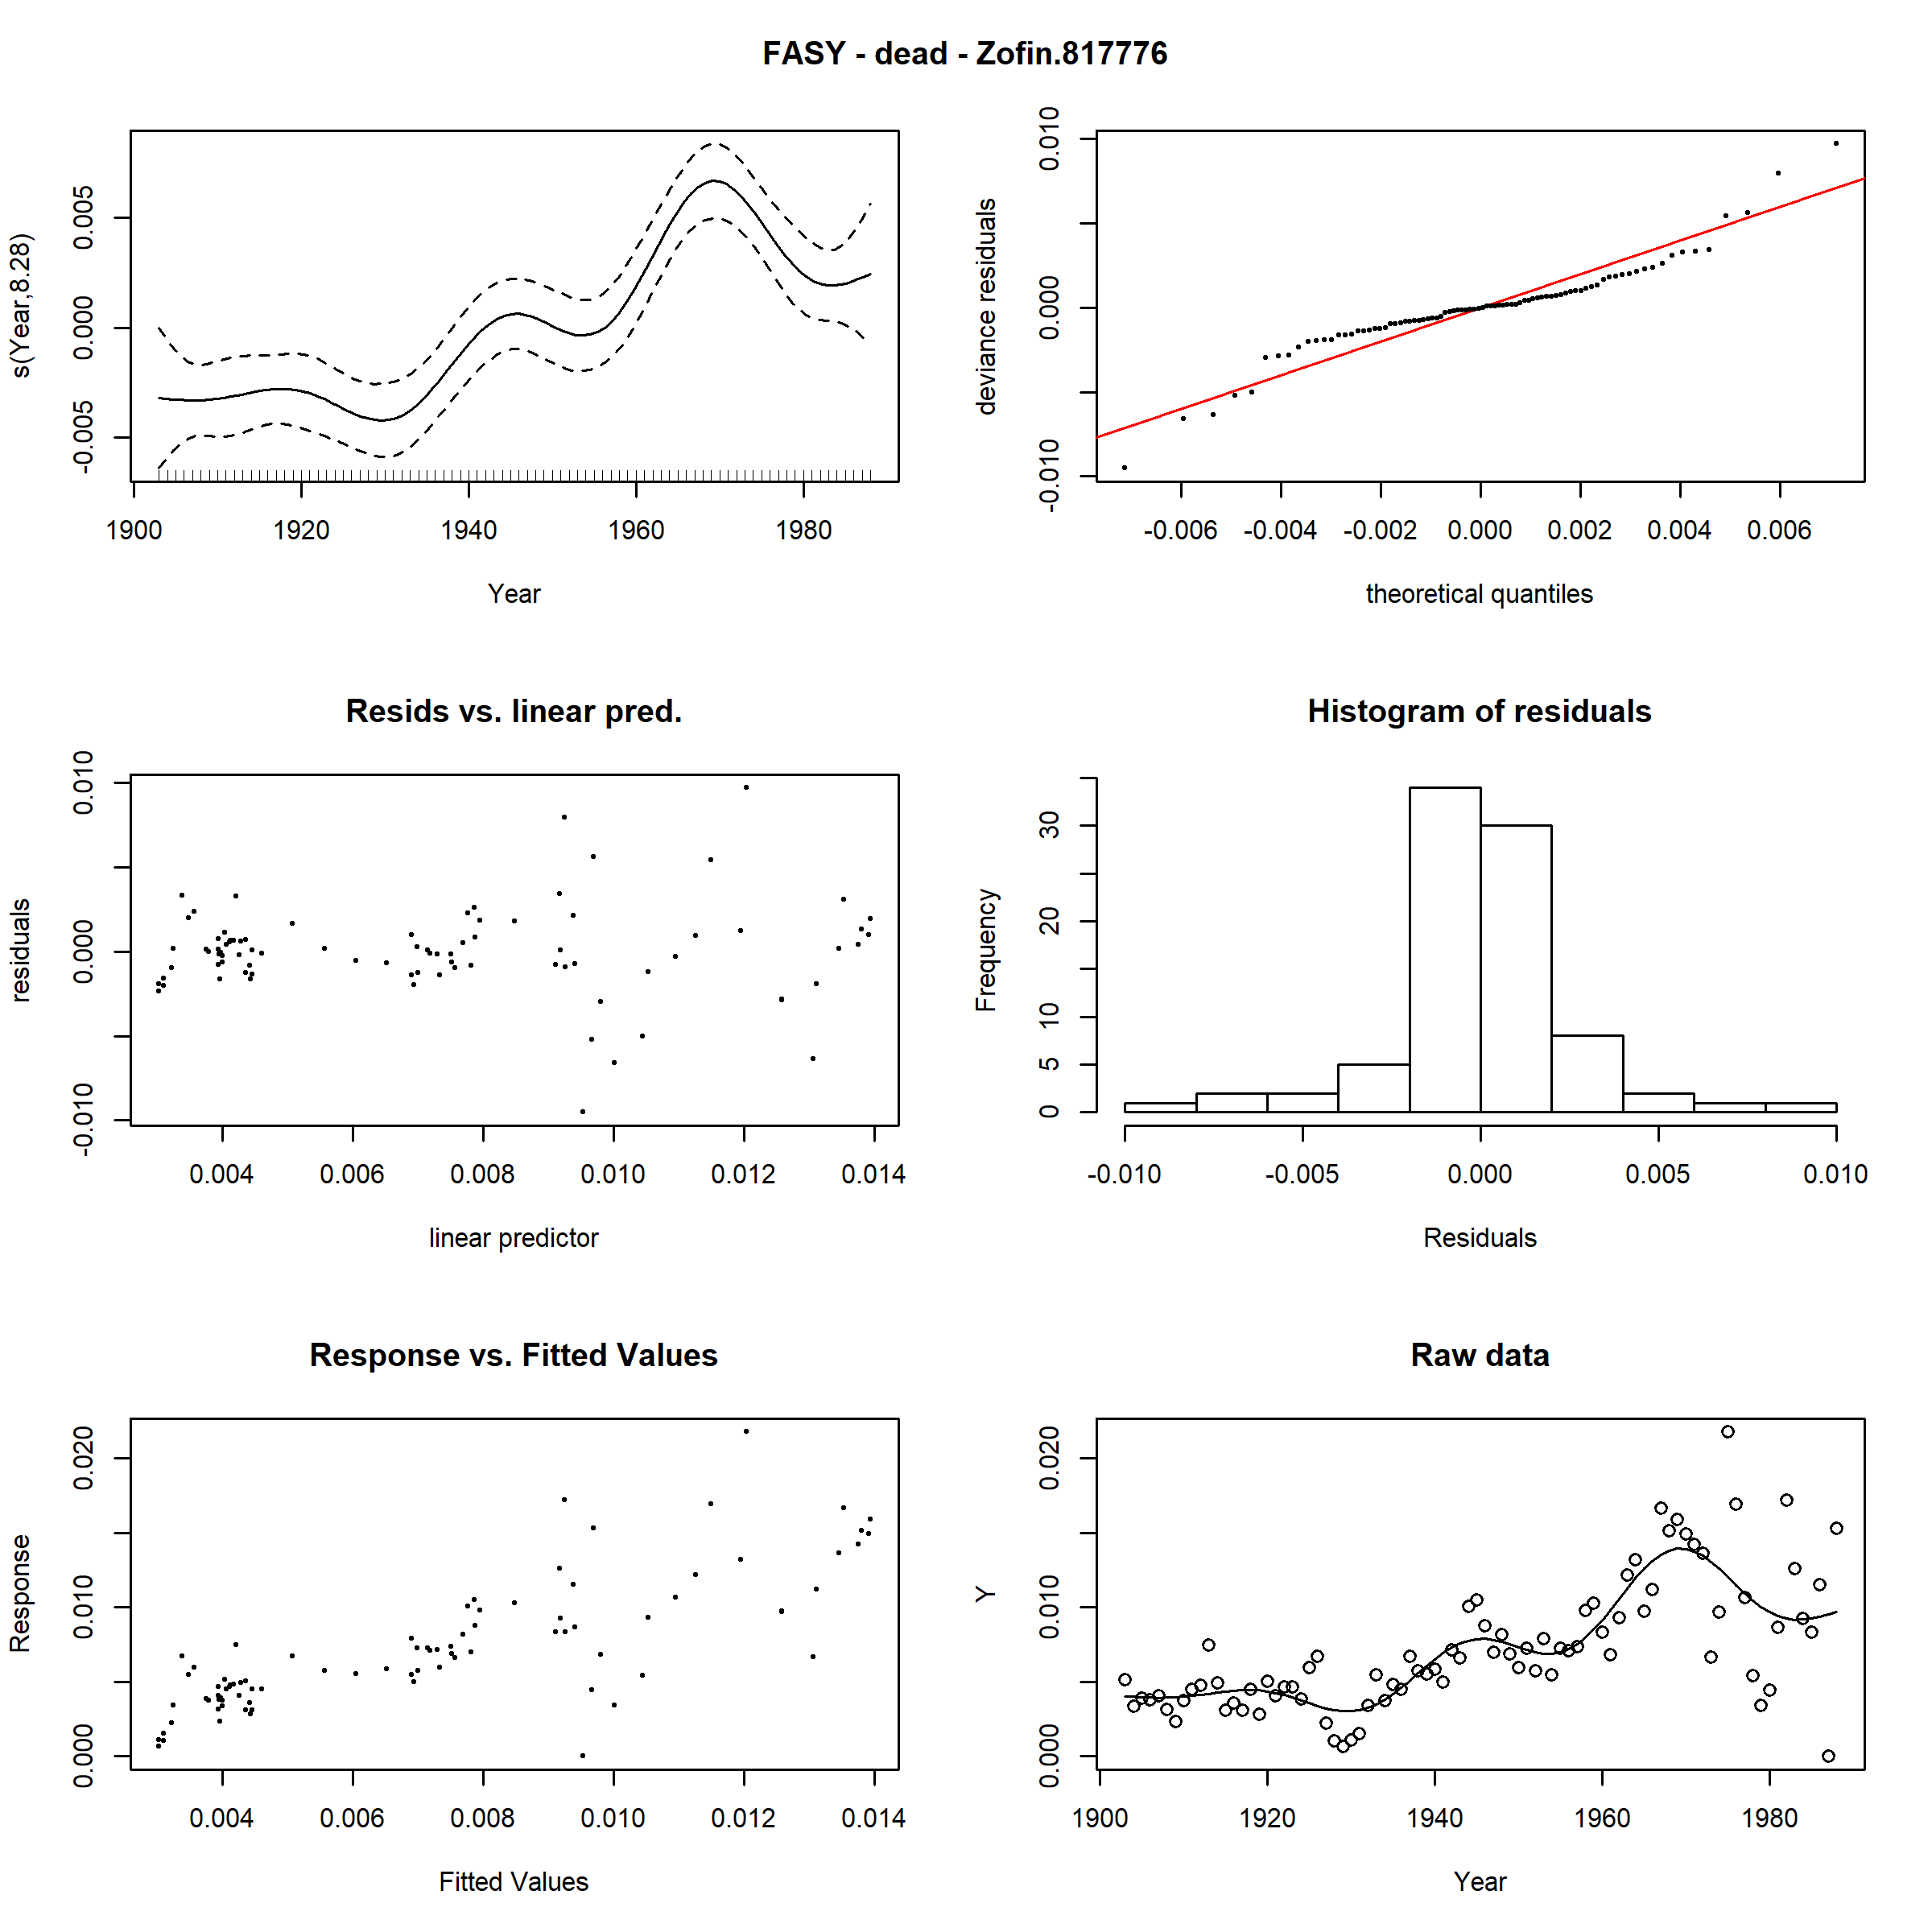 FASY - dead - Zofin.817776
s(Year,8.28)
-0.005 0.000 0.005
1900 1920 1940 1960 1980
Year
deviance residuals
-0.010 0.000 0.010
-0.006 -0.004 -0.002 0.000 0.002 0.004 0.006
theoretical quantiles
Resids vs. linear pred.
residuals
-0.010 0.000 0.010
0.004 0.006 0.008 0.010 0.012 0.014
linear predictor
Histogram of residuals
Frequency
0 5 10 20 30
-0.010 -0.005 0.000 0.005 0.010
Residuals
Response vs. Fitted Values
Response
0.000 0.010 0.020
0.004 0.006 0.008 0.010 0.012 0.014
Fitted Values
Raw data
Y
0.000 0.010 0.020
1900 1920 1940 1960 1980
Year